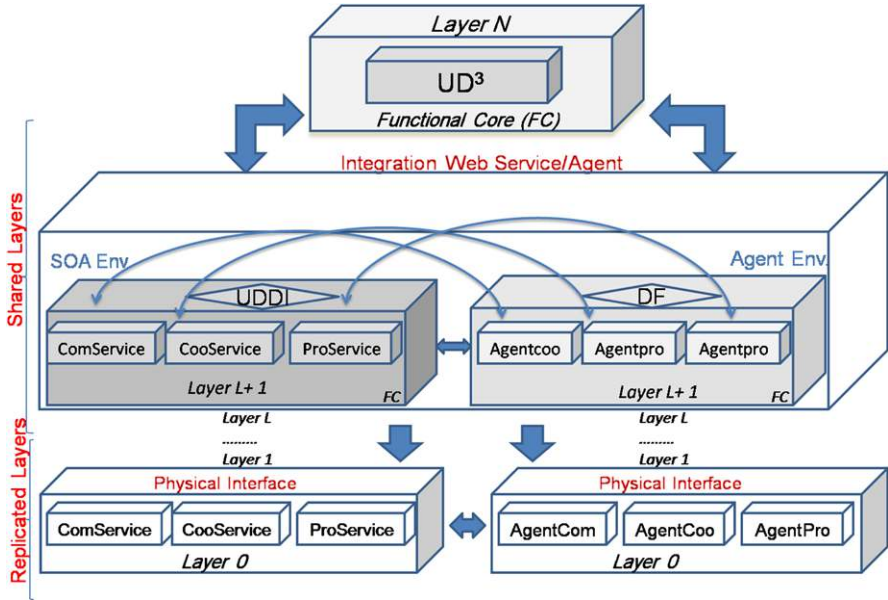 Layer N
UD³
Functional Core (FC)
Integration Web Service/Agent
Shared Layers
SOA Env
Agent Env.
UDDI
DF
ComService
CooService
ProService
Agentcoo
Agentpro
Agentpro
Layer L+ 1
FC
Layer L+ 1
FC
Layer L
.........
Layer 1
Layer L
.........
Layer 1
Replicated Layers
Physical Interface
Physical Interface
ComService
CooService
ProService
AgentCom
AgentCoo
AgentPro
Layer 0
Layer 0